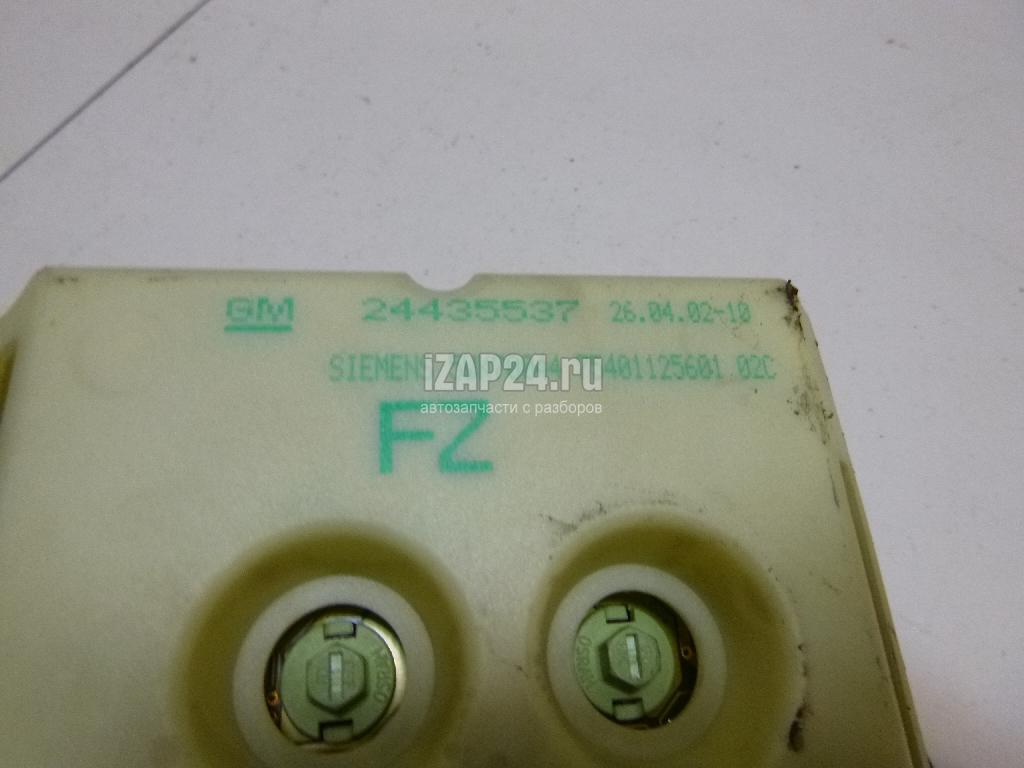 GM 24435537 26.04.02-10
SIEMENS 401125601 02C
iZAP24.ru
автозапчасти с разборов
FZ